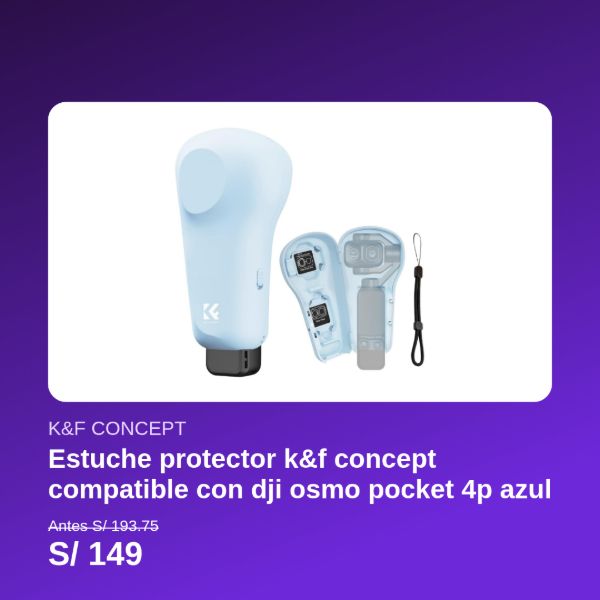 K&F CONCEPT
Estuche protector k&f concept
compatible con dji osmo pocket 4p azul
Antes S/ 193.75
S/ 149